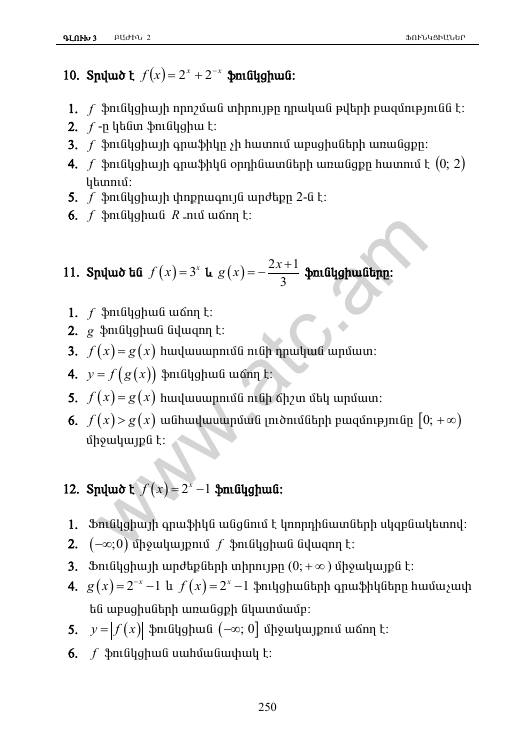 ԳԼՈՒԽ 3 ԲԱԺԻՆ 2 ՖՈՒՆԿՑԻԱՆԵՐ
10. Տրված է f(x) = 2^x + 2^{-x} ֆունկցիան:
1. f ֆունկցիայի որոշման տիրույթը դրական թվերի բազմությունն է:
2. f -ը կենտ ֆունկցիա է:
3. f ֆունկցիայի գրաֆիկը չի հատում աբսցիսների առանցքը:
4. f ֆունկցիայի գրաֆիկն օրդինատների առանցքը հատում է (0; 2)
կետում:
5. f ֆունկցիայի փոքրագույն արժեքը 2-ն է:
6. f ֆունկցիան R -ում աճող է:
11. Տրված են f(x) = 3^x և g(x) = −(2x+1)/3 ֆունկցիաները:
1. f ֆունկցիան աճող է:
2. g ֆունկցիան նվազող է:
3. f(x) = g(x) հավասարումն ունի դրական արմատ:
4. y = f(g(x)) ֆունկցիան աճող է:
5. f(x) = g(x) հավասարումն ունի ճիշտ մեկ արմատ:
6. f(x) > g(x) անհավասարման լուծումների բազմությունը [0; +∞)
միջակայքն է:
12. Տրված է f(x) = 2^x − 1 ֆունկցիան:
1. Ֆունկցիայի գրաֆիկն անցնում է կոորդինատների սկզբնակետով:
2. (−∞;0) միջակայքում f ֆունկցիան նվազող է:
3. Ֆունկցիայի արժեքների տիրույթը (0; +∞) միջակայքն է:
4. g(x) = 2^{-x} − 1 և f(x) = 2^x − 1 ֆուկցիաների գրաֆիկները համաչափ
են աբսցիսների առանցքի նկատմամբ:
5. y = |f(x)| ֆունկցիան (−∞; 0] միջակայքում աճող է:
6. f ֆունկցիան սահմանափակ է:
www.atc.am
250